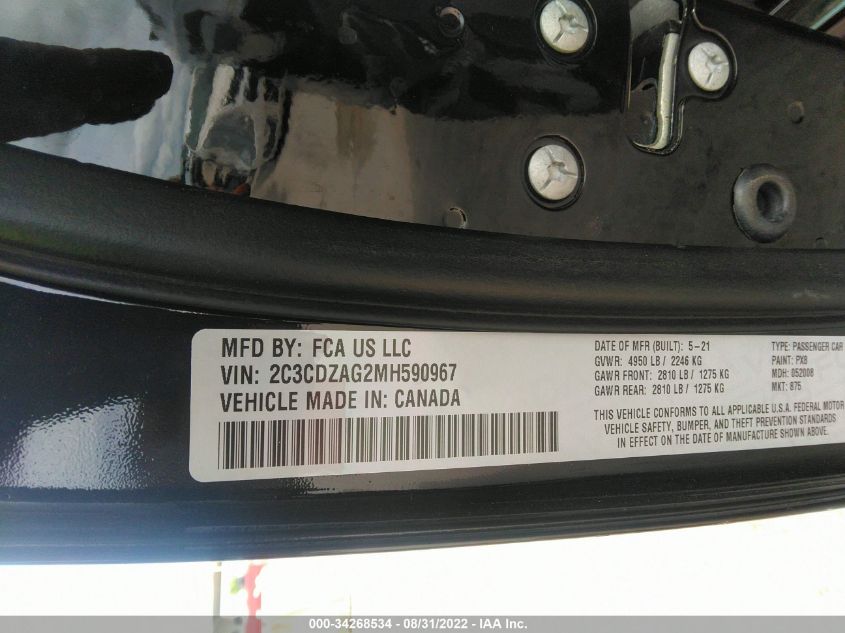 MFD BY: FCA US LLC
VIN: 2C3CDZAG2MH590967
VEHICLE MADE IN: CANADA
DATE OF MFR (BUILT): 5-21
GVWR: 4950 LB / 2246 KG
GAWR FRONT: 2810 LB / 1275 KG
GAWR REAR: 2810 LB / 1275 KG
TYPE: PASSENGER CAR
PAINT: PX8
MDH: 052008
MKT: 875
THIS VEHICLE CONFORMS TO ALL APPLICABLE U.S.A. FEDERAL MOTOR
VEHICLE SAFETY, BUMPER, AND THEFT PREVENTION STANDARDS
IN EFFECT ON THE DATE OF MANUFACTURE SHOWN ABOVE.
000-34268534 - 08/31/2022 - IAA Inc.